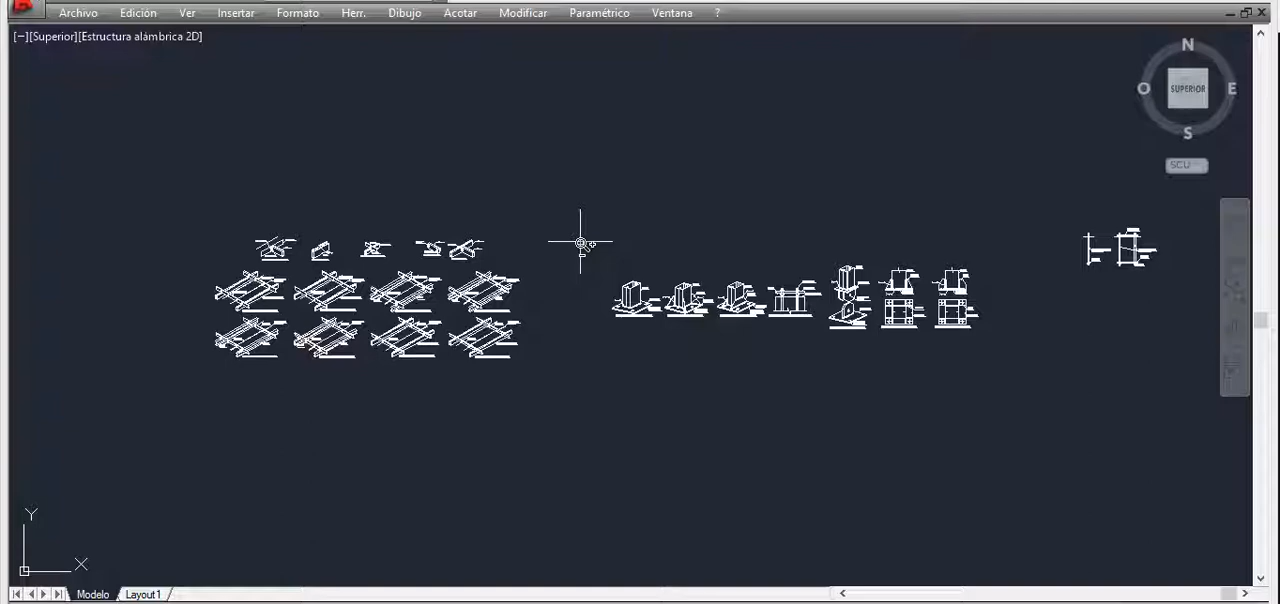 Archivo Edición Ver Insertar Formato Herr. Dibujo Acotar Modificar Paramétrico Ventana ?
[−][Superior][Estructura alámbrica 2D]
N
O SUPERIOR E
S
SCU
Y
X
Modelo Layout1